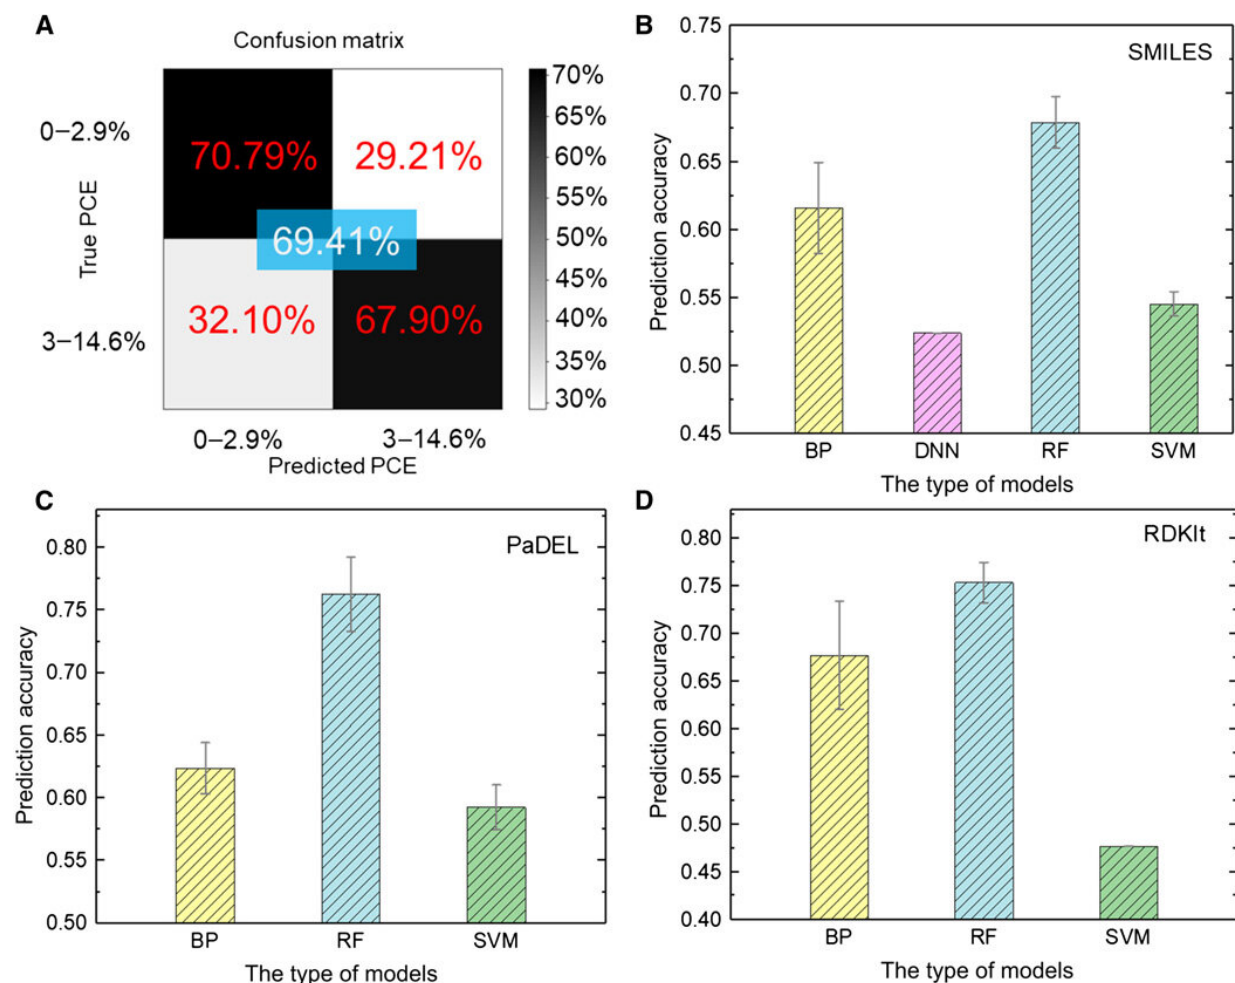 A
Confusion matrix
0–2.9%
3–14.6%
True PCE
70.79%
29.21%
69.41%
32.10%
67.90%
0–2.9%
3–14.6%
Predicted PCE
70%
65%
60%
55%
50%
45%
40%
35%
30%
B
SMILES
Prediction accuracy
0.75
0.70
0.65
0.60
0.55
0.50
0.45
BP
DNN
RF
SVM
The type of models
C
PaDEL
Prediction accuracy
0.80
0.75
0.70
0.65
0.60
0.55
0.50
BP
RF
SVM
The type of models
D
RDKIt
Prediction accuracy
0.80
0.75
0.70
0.65
0.60
0.55
0.50
0.45
0.40
BP
RF
SVM
The type of models